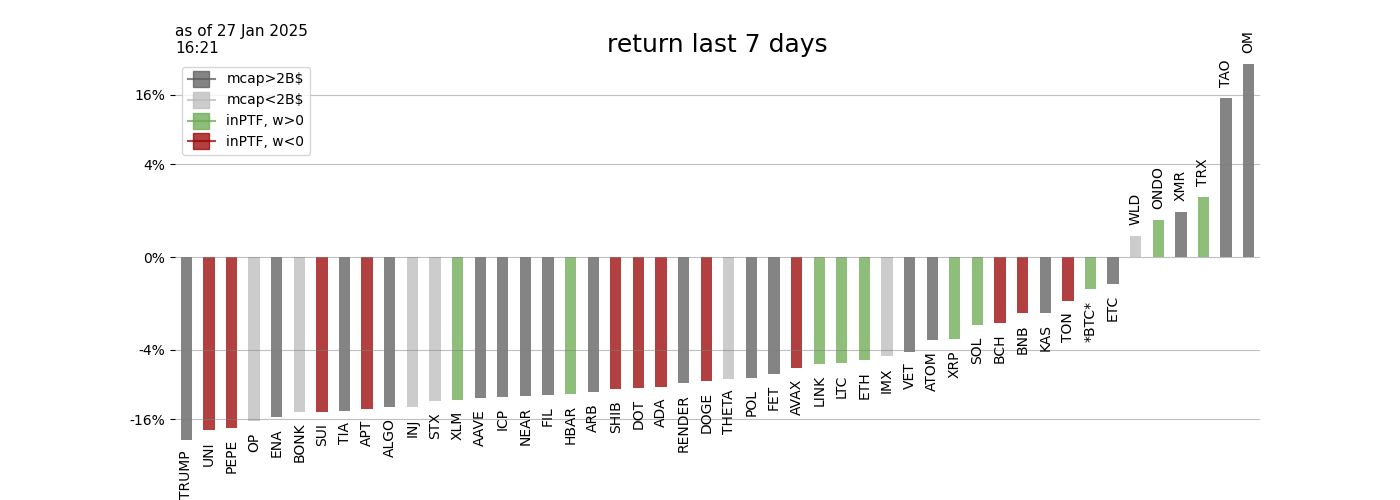 as of 27 Jan 2025
16:21
return last 7 days
mcap>2B$
mcap<2B$
inPTF, w>0
inPTF, w<0
16%
4%
0%
-4%
-16%
TRUMP
UNI
PEPE
OP
ENA
BONK
SUI
TIA
APT
ALGO
INJ
STX
XLM
AAVE
ICP
NEAR
FIL
HBAR
ARB
SHIB
DOT
ADA
RENDER
DOGE
THETA
POL
FET
AVAX
LINK
LTC
ETH
IMX
VET
ATOM
XRP
SOL
BCH
BNB
KAS
TON
*BTC*
ETC
WLD
ONDO
XMR
TRX
TAO
OM